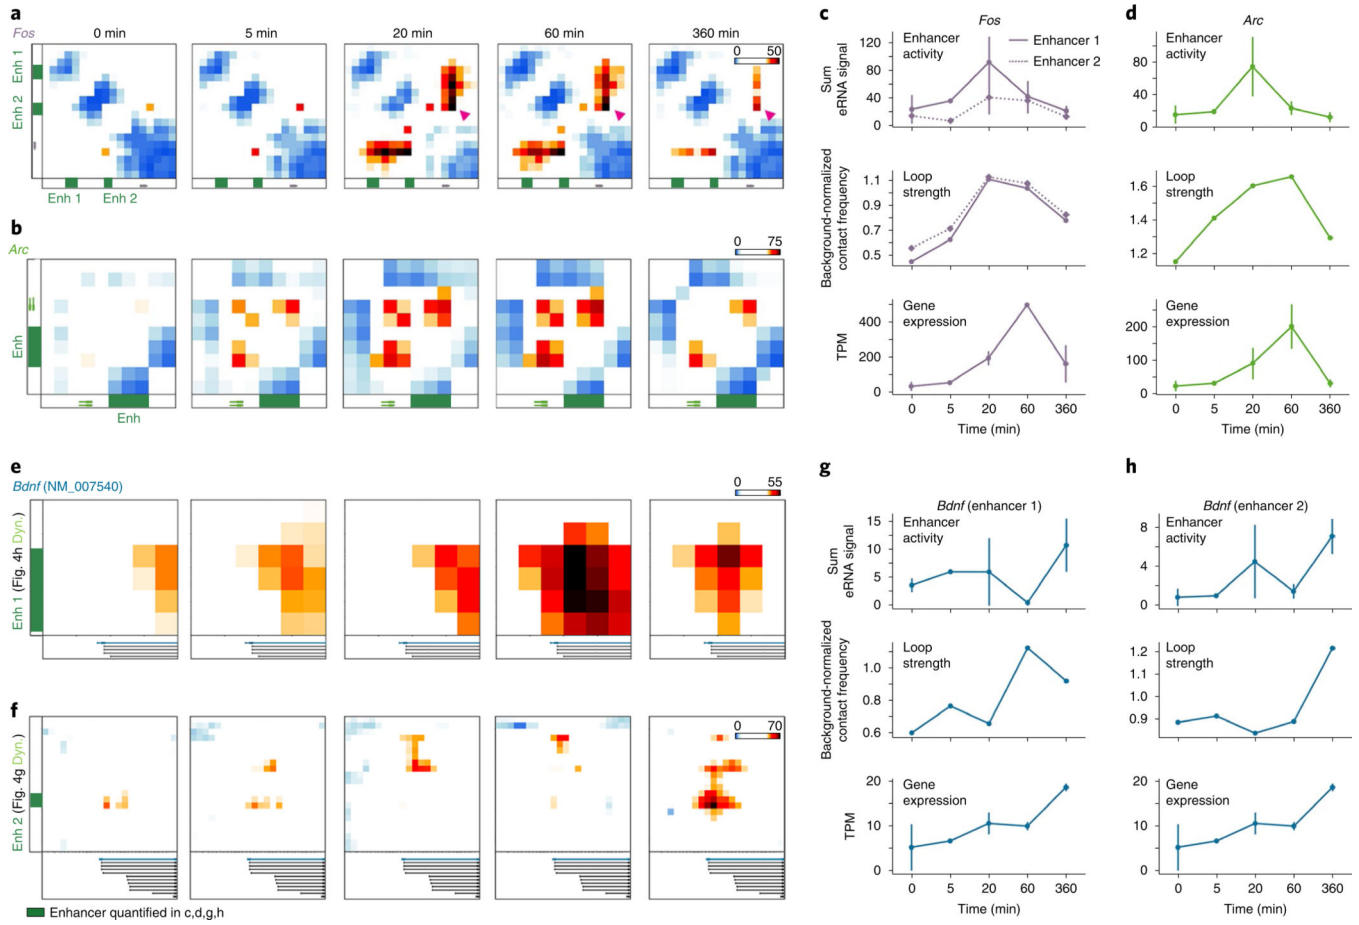 a
Fos
0 min
5 min
20 min
60 min
360 min
0 50
Enh 1
Enh 2
Enh 1 Enh 2
b
Arc
0 75
Enh
Enh
c
Fos
Enhancer
activity
Enhancer 1
Enhancer 2
Sum
eRNA signal
120
80
40
0
Loop
strength
Background-normalized
contact frequency
1.1
0.9
0.7
0.5
Gene
expression
TPM
400
200
0
0 5 20 60 360
Time (min)
d
Arc
Enhancer
activity
80
40
0
Loop
strength
1.6
1.4
1.2
Gene
expression
200
100
0
0 5 20 60 360
Time (min)
e
Bdnf (NM_007540)
0 55
Enh 1 (Fig. 4h Dyn.)
f
0 70
Enh 2 (Fig. 4g Dyn.)
Enhancer quantified in c,d,g,h
g
Bdnf (enhancer 1)
Enhancer
activity
Sum
eRNA signal
15
10
5
0
Loop
strength
Background-normalized
contact frequency
1.0
0.8
0.6
Gene
expression
TPM
20
10
0
0 5 20 60 360
Time (min)
h
Bdnf (enhancer 2)
Enhancer
activity
8
4
0
Loop
strength
1.2
1.1
1.0
0.9
Gene
expression
20
10
0
0 5 20 60 360
Time (min)